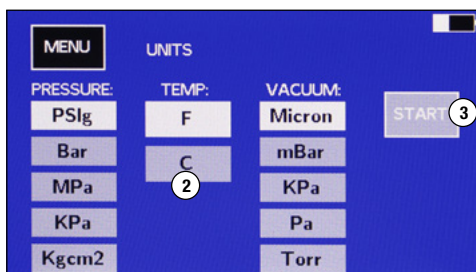 MENU UNITS
PRESSURE: TEMP: VACUUM:
PSIg F Micron START 3
Bar C mBar
2
MPa KPa
KPa Pa
Kgcm2 Torr